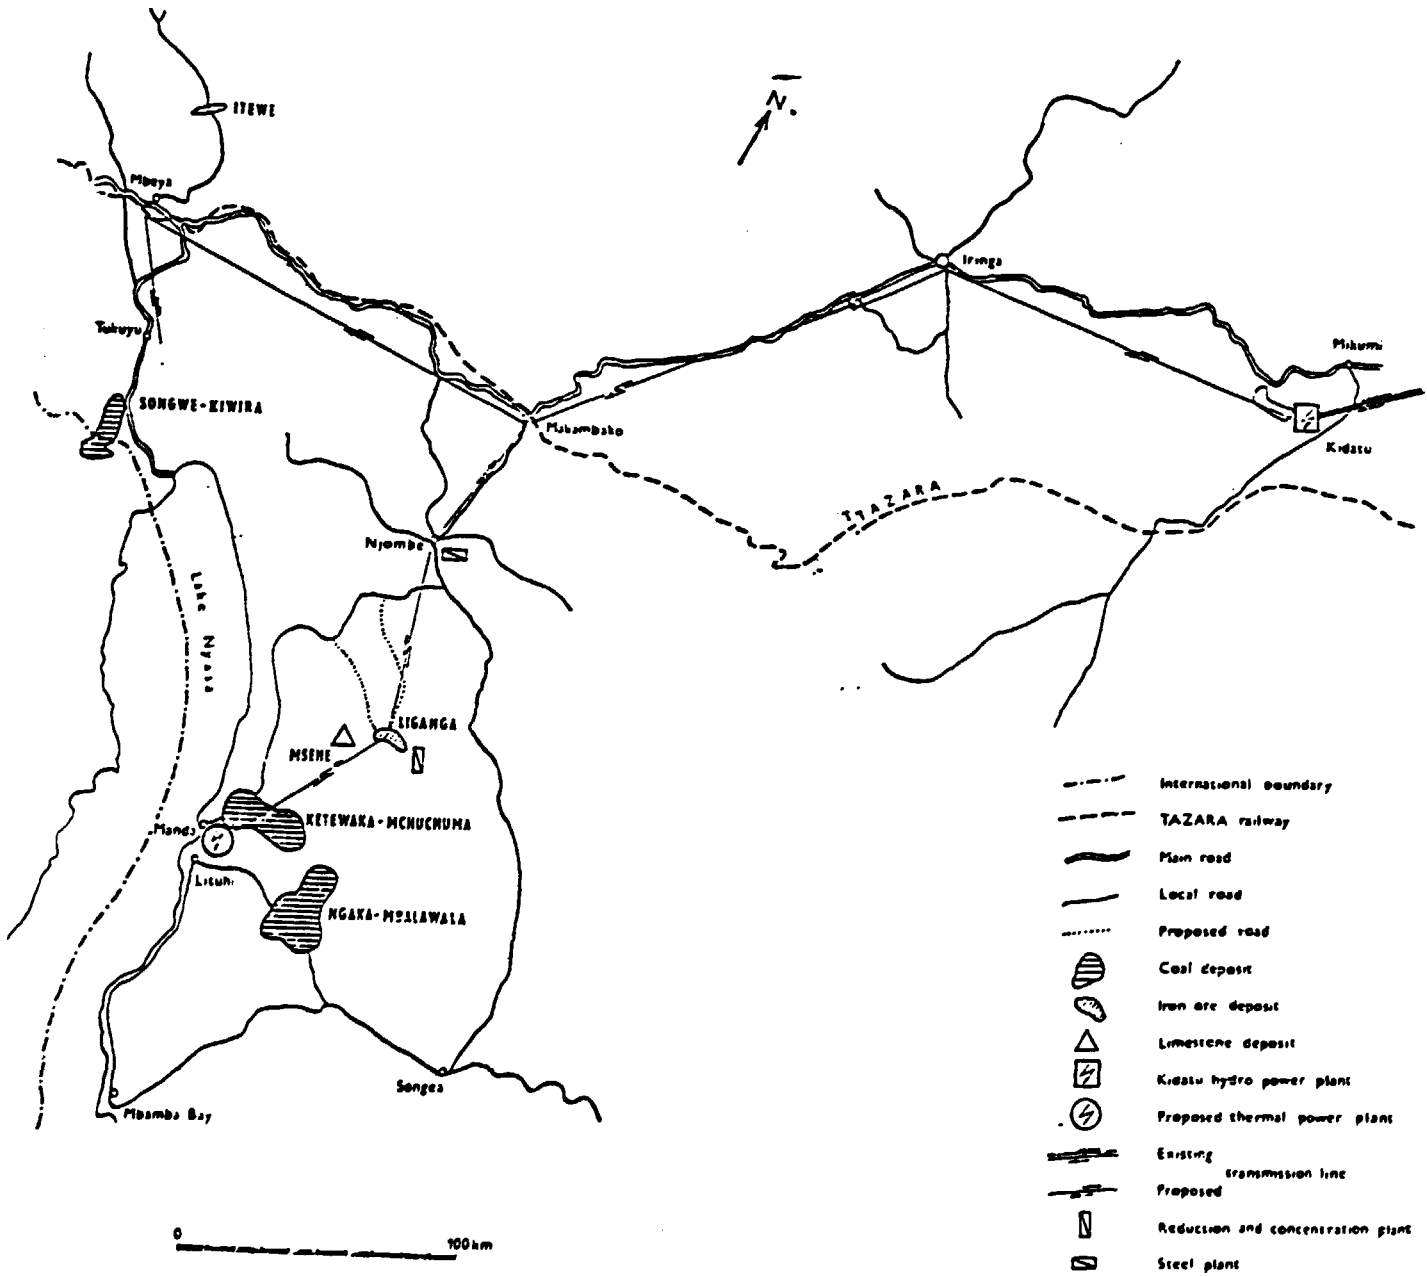 ITEWE
N.
Mbeya
Iringa
Mikumi
Tukuyu
SONGWE-KIWIRA
Makambako
Kidatu
TAZARA
Njombe
Lake Nyasa
LIGANGA
MSEHE
International boundary
TAZARA railway
KETEWAKA-MCHUCHUMA
Manda
Main road
Lituhi
Local road
NGAKA-MBALAWALA
Proposed road
Coal deposit
Iron ore deposit
Limestone deposit
Songea
Kidatu hydro power plant
Mbamba Bay
Proposed thermal power plant
Existing
transmission line
Proposed
Reduction and concentration plant
0 100 km
Steel plant